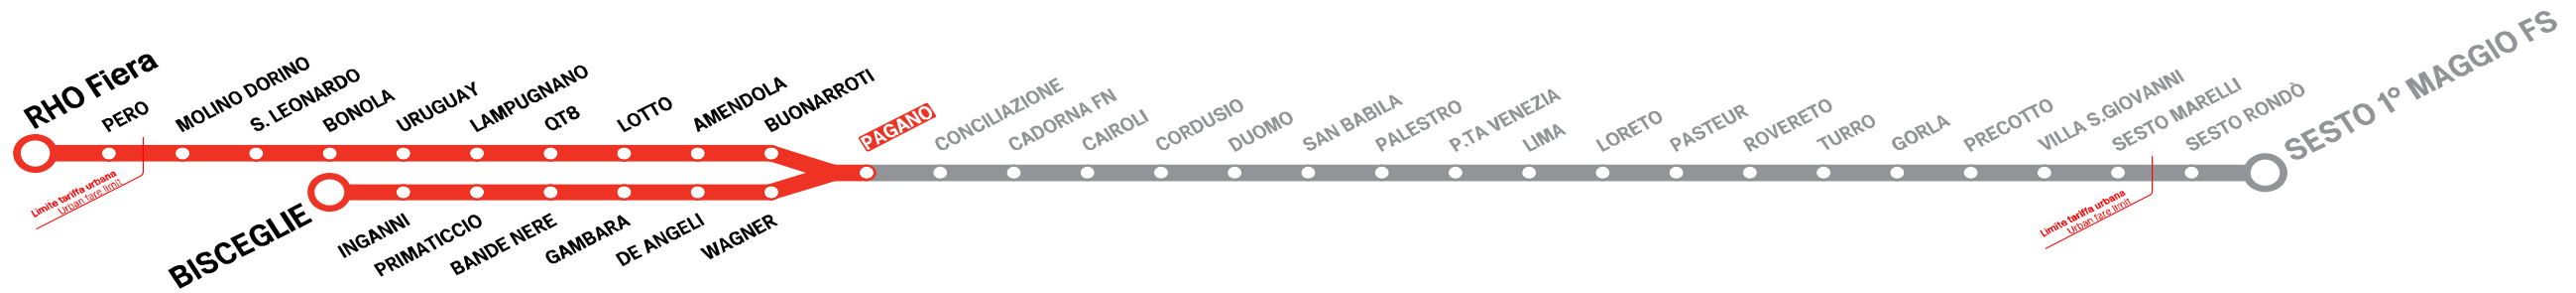 RHO Fiera
PERO
MOLINO DORINO
S. LEONARDO
BONOLA
URUGUAY
LAMPUGNANO
QT8
LOTTO
AMENDOLA
BUONARROTI
PAGANO
CONCILIAZIONE
CADORNA FN
CAIROLI
CORDUSIO
DUOMO
SAN BABILA
PALESTRO
P.TA VENEZIA
LIMA
LORETO
PASTEUR
ROVERETO
TURRO
GORLA
PRECOTTO
VILLA S.GIOVANNI
SESTO MARELLI
SESTO RONDÒ
SESTO 1° MAGGIO FS
Limite tariffa urbana
Urban fare limit
BISCEGLIE
INGANNI
PRIMATICCIO
BANDE NERE
GAMBARA
DE ANGELI
WAGNER
Limite tariffa urbana
Urban fare limit